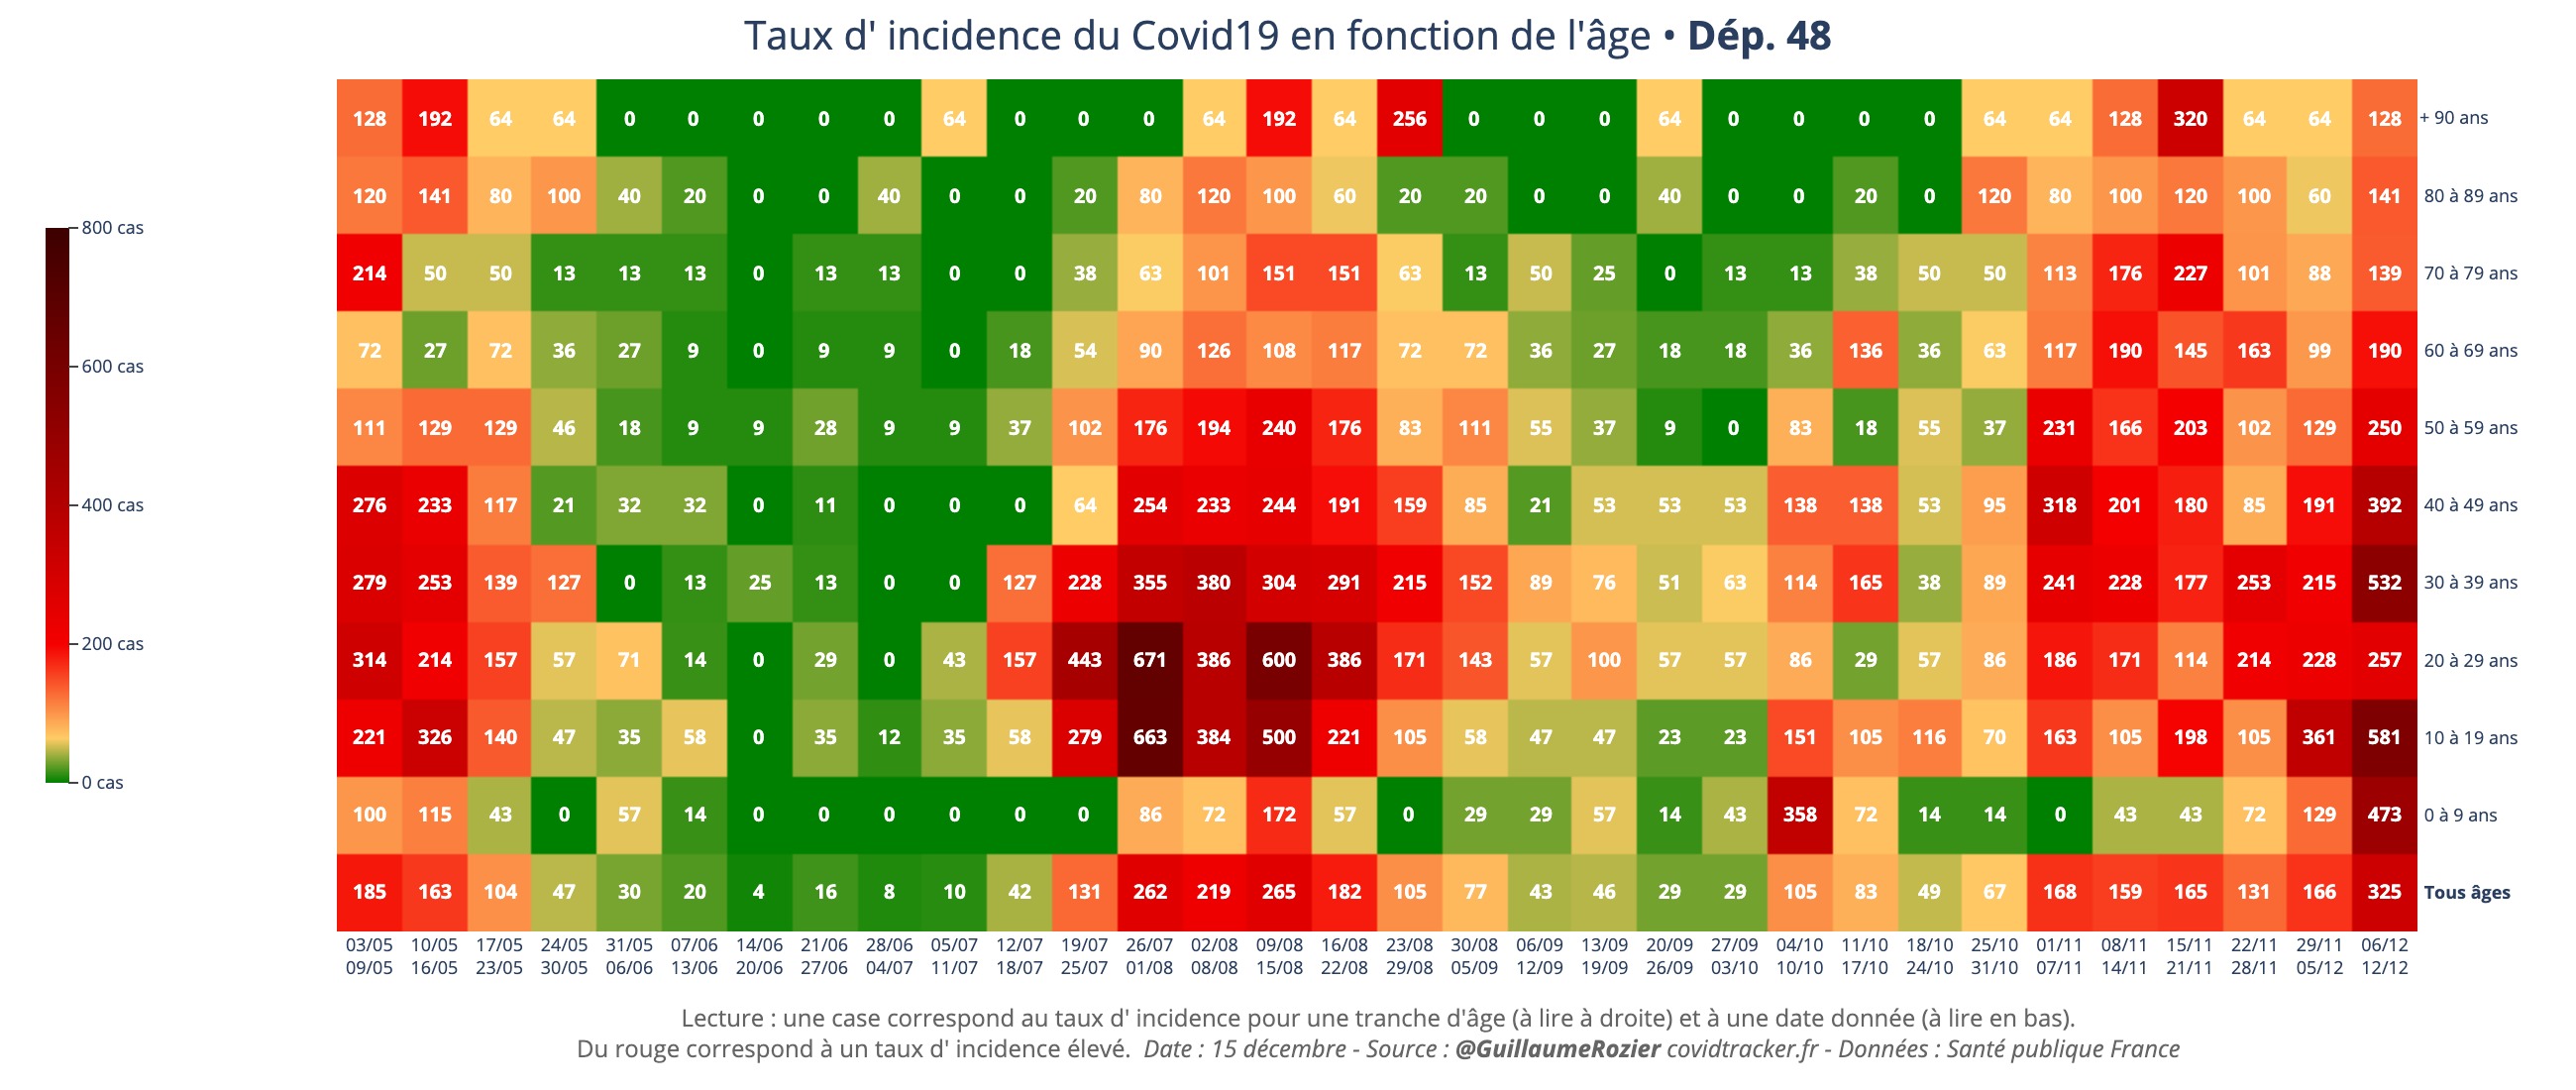 Taux d' incidence du Covid19 en fonction de l'âge • Dép. 48
128 192 64 64 0 0 0 0 0 64 0 0 0 64 192 64 256 0 0 0 64 0 0 0 0 64 64 128 320 64 64 128 + 90 ans
120 141 80 100 40 20 0 0 40 0 0 20 80 120 100 60 20 20 0 0 40 0 0 20 0 120 80 100 120 100 60 141 80 à 89 ans
214 50 50 13 13 13 0 13 13 0 0 38 63 101 151 151 63 13 50 25 0 13 13 38 50 50 113 176 227 101 88 139 70 à 79 ans
72 27 72 36 27 9 0 9 9 0 18 54 90 126 108 117 72 72 36 27 18 18 36 136 36 63 117 190 145 163 99 190 60 à 69 ans
111 129 129 46 18 9 9 28 9 9 37 102 176 194 240 176 83 111 55 37 9 0 83 18 55 37 231 166 203 102 129 250 50 à 59 ans
276 233 117 21 32 32 0 11 0 0 0 64 254 233 244 191 159 85 21 53 53 53 138 138 53 95 318 201 180 85 191 392 40 à 49 ans
279 253 139 127 0 13 25 13 0 0 127 228 355 380 304 291 215 152 89 76 51 63 114 165 38 89 241 228 177 253 215 532 30 à 39 ans
314 214 157 57 71 14 0 29 0 43 157 443 671 386 600 386 171 143 57 100 57 57 86 29 57 86 186 171 114 214 228 257 20 à 29 ans
221 326 140 47 35 58 0 35 12 35 58 279 663 384 500 221 105 58 47 47 23 23 151 105 116 70 163 105 198 105 361 581 10 à 19 ans
100 115 43 0 57 14 0 0 0 0 0 0 86 72 172 57 0 29 29 57 14 43 358 72 14 14 0 43 43 72 129 473 0 à 9 ans
185 163 104 47 30 20 4 16 8 10 42 131 262 219 265 182 105 77 43 46 29 29 105 83 49 67 168 159 165 131 166 325 Tous âges
03/05 10/05 17/05 24/05 31/05 07/06 14/06 21/06 28/06 05/07 12/07 19/07 26/07 02/08 09/08 16/08 23/08 30/08 06/09 13/09 20/09 27/09 04/10 11/10 18/10 25/10 01/11 08/11 15/11 22/11 29/11 06/12
09/05 16/05 23/05 30/05 06/06 13/06 20/06 27/06 04/07 11/07 18/07 25/07 01/08 08/08 15/08 22/08 29/08 05/09 12/09 19/09 26/09 03/10 10/10 17/10 24/10 31/10 07/11 14/11 21/11 28/11 05/12 12/12
800 cas
600 cas
400 cas
200 cas
0 cas
Lecture : une case correspond au taux d' incidence pour une tranche d'âge (à lire à droite) et à une date donnée (à lire en bas).
Du rouge correspond à un taux d' incidence élevé. Date : 15 décembre - Source : @GuillaumeRozier covidtracker.fr - Données : Santé publique France